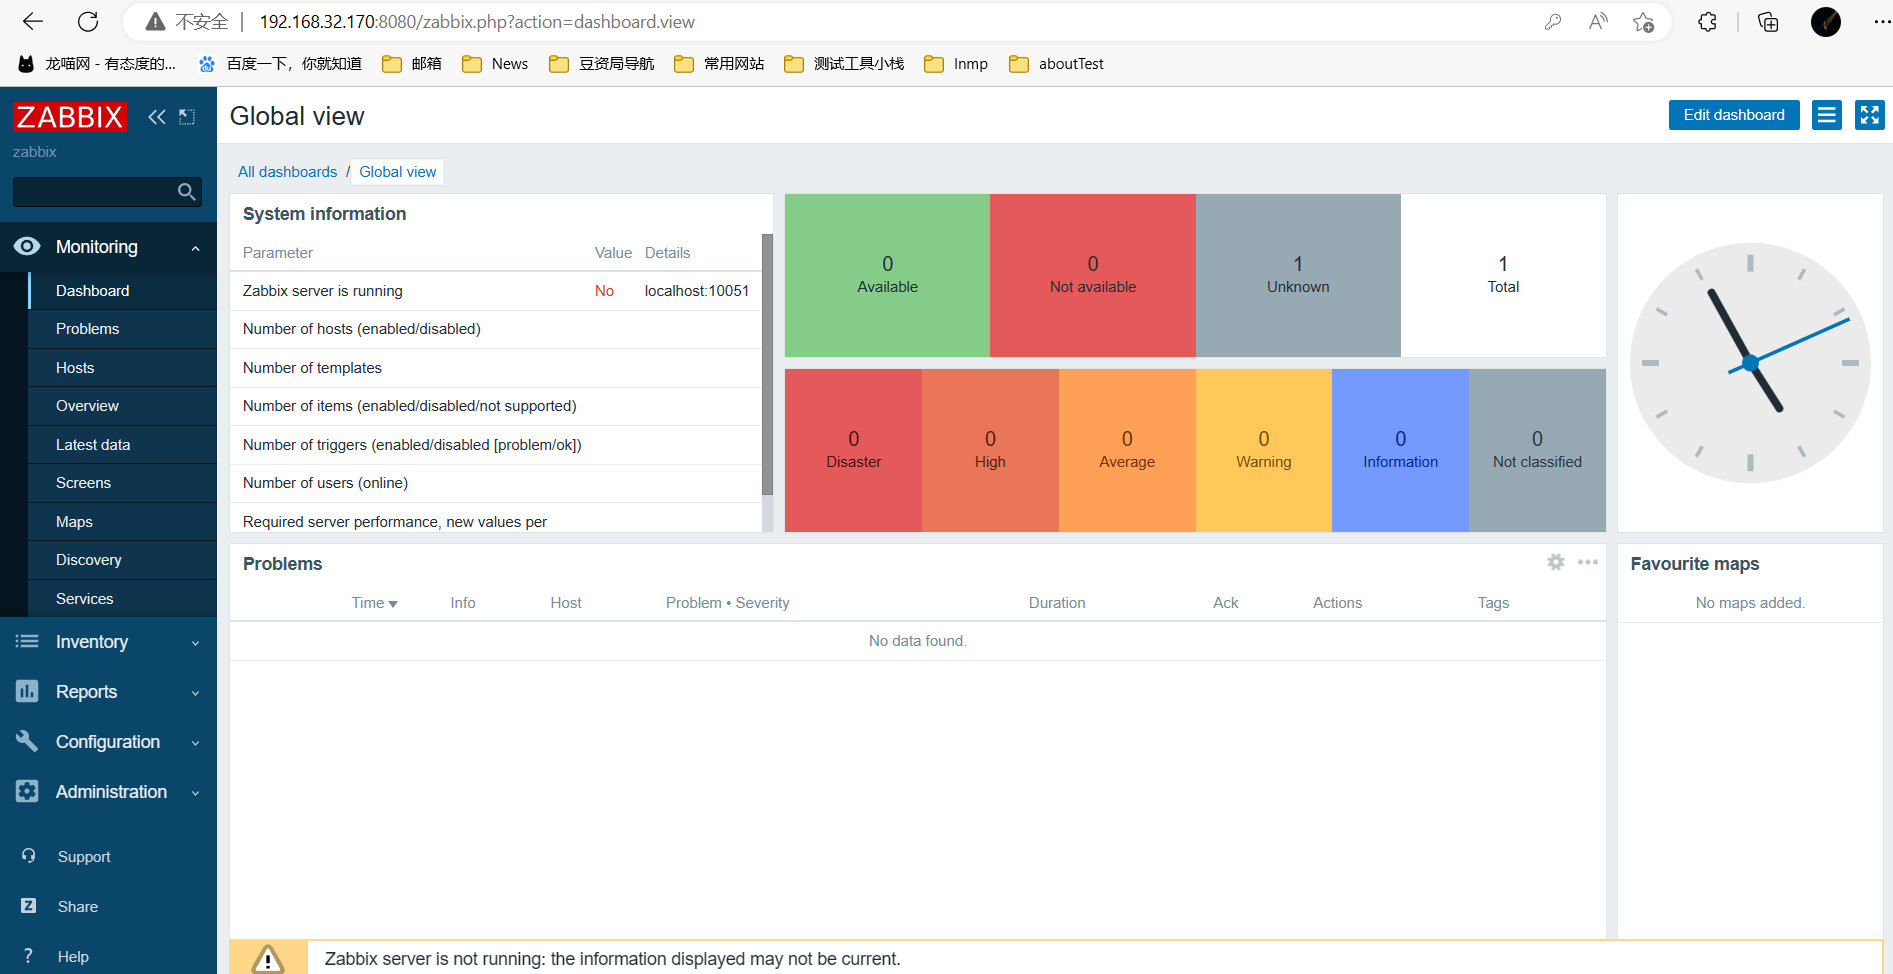 不安全 192.168.32.170:8080/zabbix.php?action=dashboard.view
龙喵网 - 有态度的... 百度一下，你就知道 邮箱 News 豆资局导航 常用网站 测试工具小栈 lnmp aboutTest
ZABBIX
zabbix
Monitoring
Dashboard
Problems
Hosts
Overview
Latest data
Screens
Maps
Discovery
Services
Inventory
Reports
Configuration
Administration
Support
Share
Help
Global view
Edit dashboard
All dashboards / Global view
System information
Parameter Value Details
Zabbix server is running No localhost:10051
Number of hosts (enabled/disabled)
Number of templates
Number of items (enabled/disabled/not supported)
Number of triggers (enabled/disabled [problem/ok])
Number of users (online)
Required server performance, new values per
0 0 1 1
Available Not available Unknown Total
0 0 0 0 0 0
Disaster High Average Warning Information Not classified
Problems
Time Info Host Problem • Severity Duration Ack Actions Tags
No data found.
Favourite maps
No maps added.
Zabbix server is not running: the information displayed may not be current.